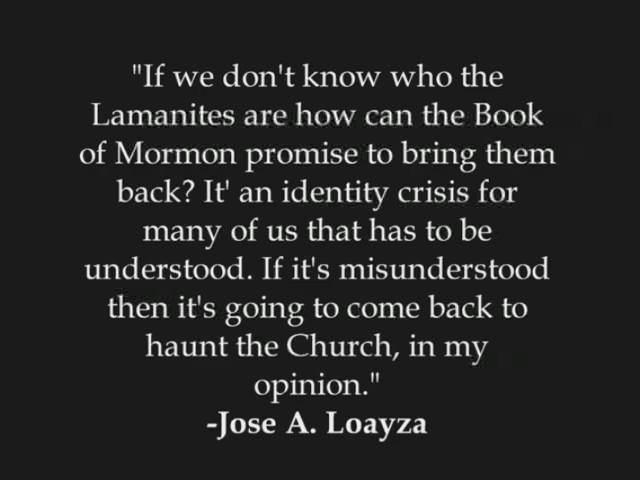 "If we don't know who the
Lamanites are how can the Book
of Mormon promise to bring them
back? It' an identity crisis for
many of us that has to be
understood. If it's misunderstood
then it's going to come back to
haunt the Church, in my
opinion."
-Jose A. Loayza